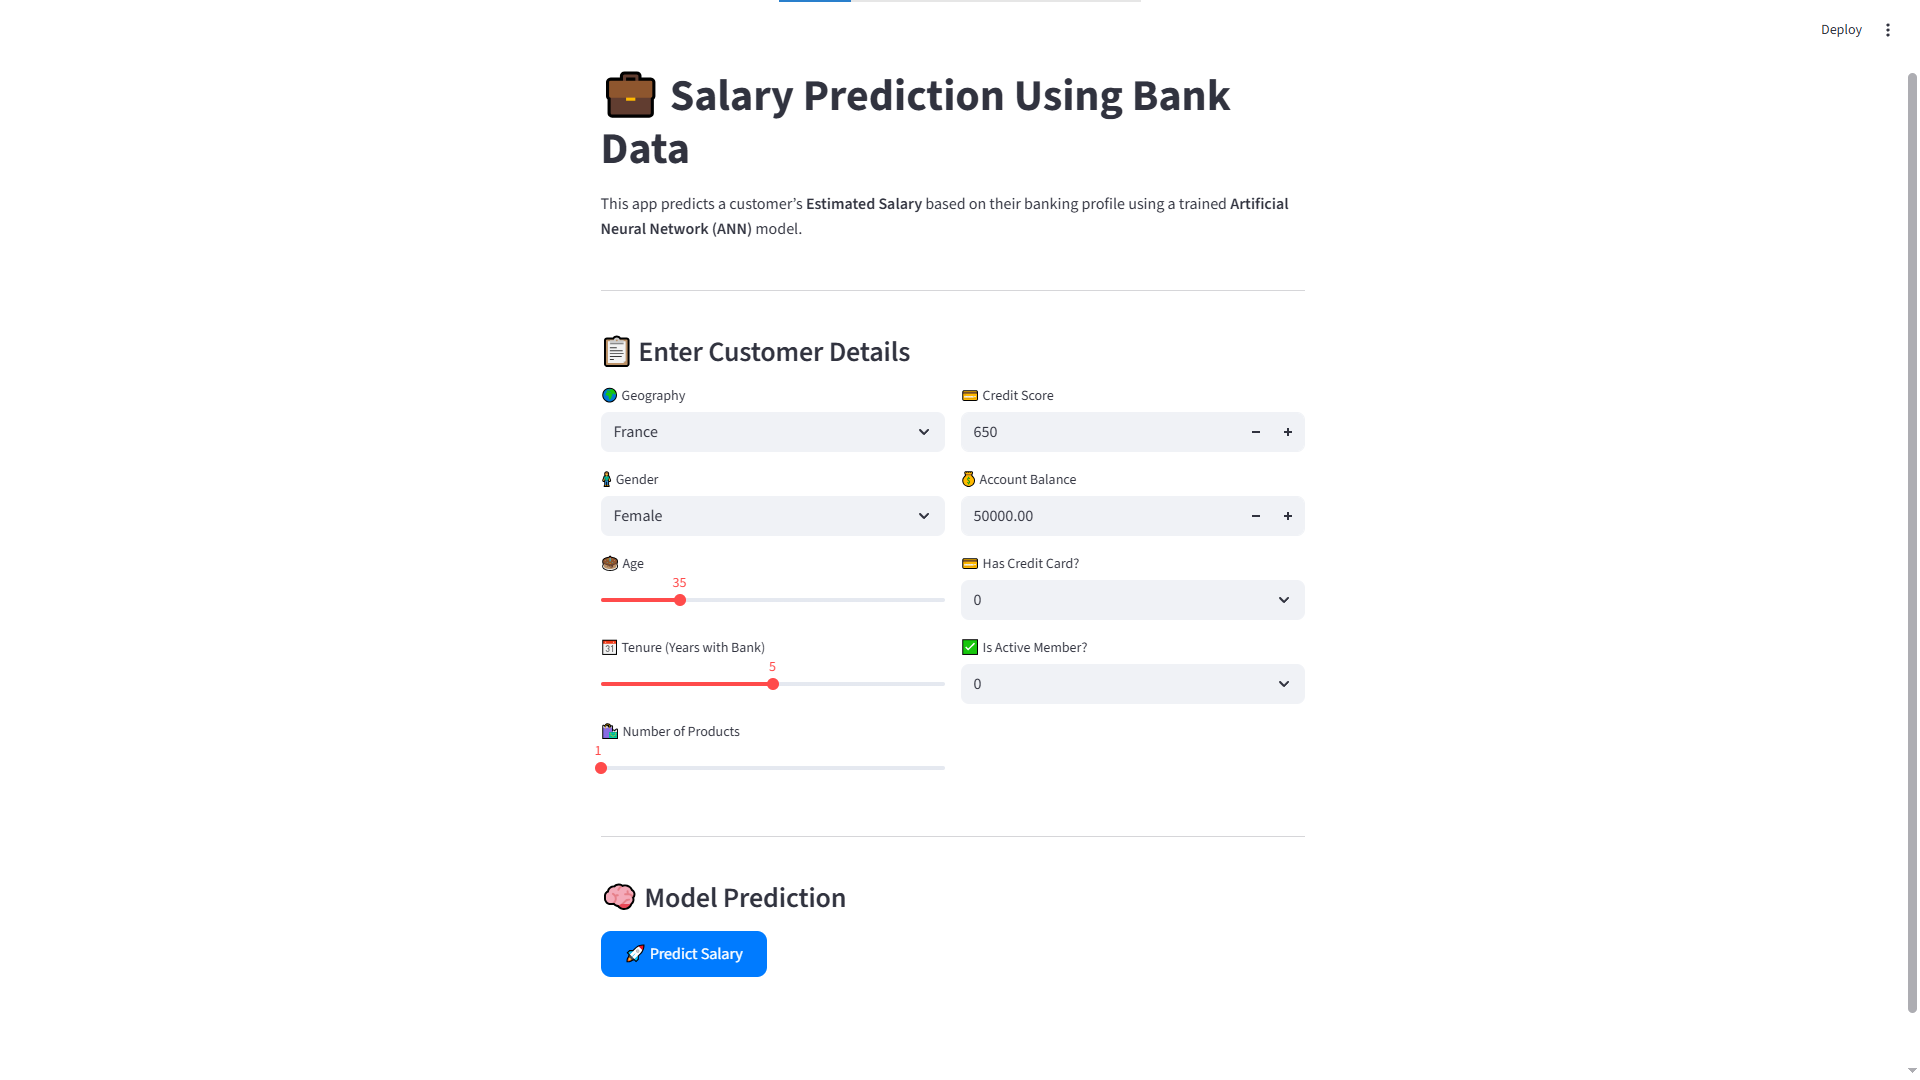 Deploy
Salary Prediction Using Bank
Data
This app predicts a customer’s Estimated Salary based on their banking profile using a trained Artificial
Neural Network (ANN) model.
Enter Customer Details
Geography
France
Gender
Female
Age
35
Tenure (Years with Bank)
5
Number of Products
1
Credit Score
650
Account Balance
50000.00
Has Credit Card?
0
Is Active Member?
0
Model Prediction
Predict Salary